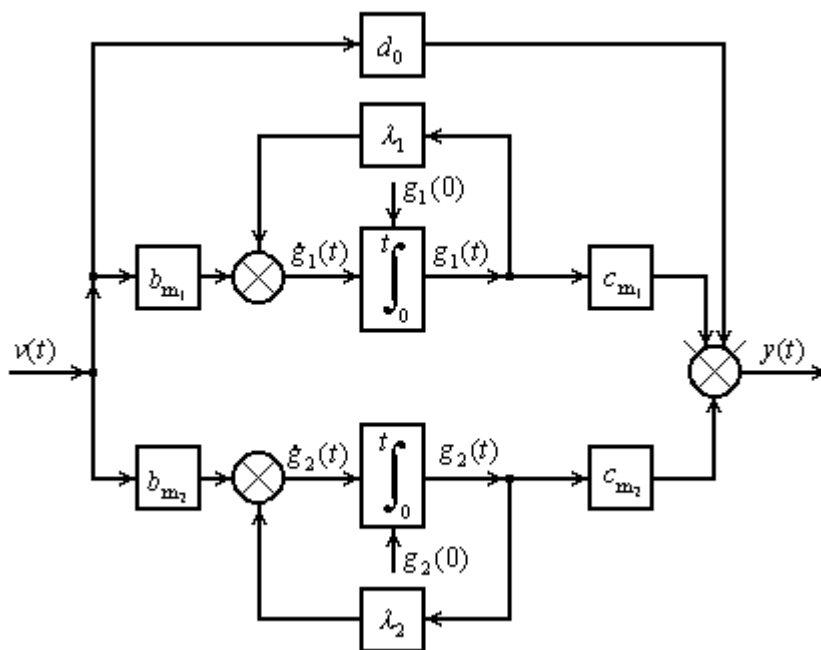 d₀
λ₁
g₁(0)
b_m₁
ġ₁(t)
t
∫
0
g₁(t)
c_m₁
v(t)
y(t)
b_m₂
ġ₂(t)
t
∫
0
g₂(t)
c_m₂
g₂(0)
λ₂